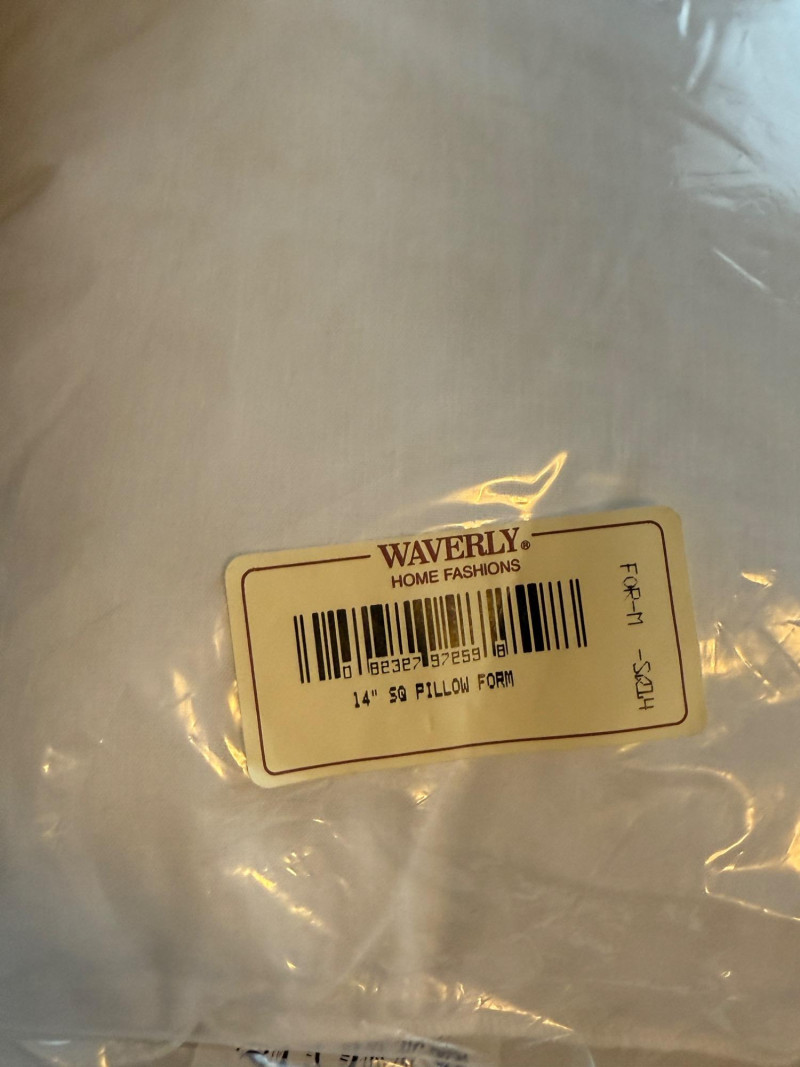 WAVERLY®
HOME FASHIONS
0 82327 97259 8
14" SQ PILLOW FORM
FOR-M -SQ14